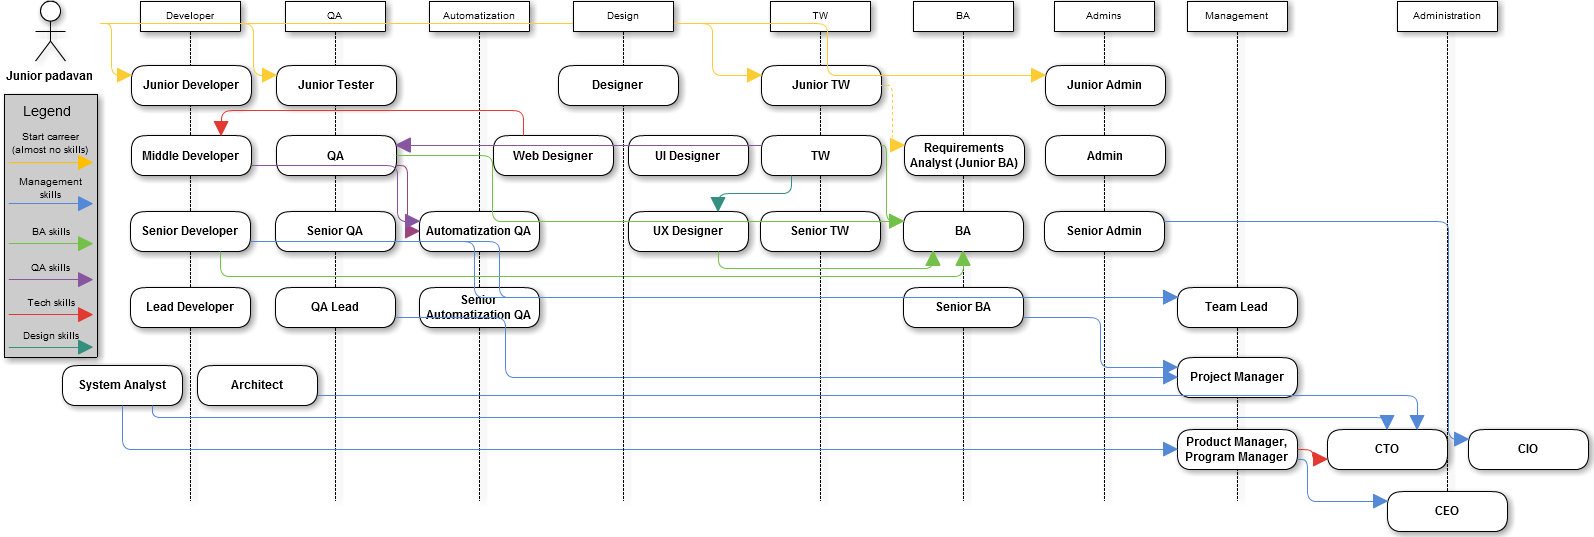 Developer
QA
Automatization
Design
TW
BA
Admins
Management
Administration
Junior padavan
Junior Developer
Junior Tester
Designer
Junior TW
Junior Admin
Legend
Start carreer
(almost no skills)
Management
skills
BA skills
QA skills
Tech skills
Design skills
Middle Developer
QA
Web Designer
UI Designer
TW
Requirements
Analyst (Junior BA)
Admin
Senior Developer
Senior QA
Automatization QA
UX Designer
Senior TW
BA
Senior Admin
Lead Developer
QA Lead
Senior
Automatization QA
Senior BA
Team Lead
System Analyst
Architect
Project Manager
Product Manager,
Program Manager
CTO
CIO
CEO